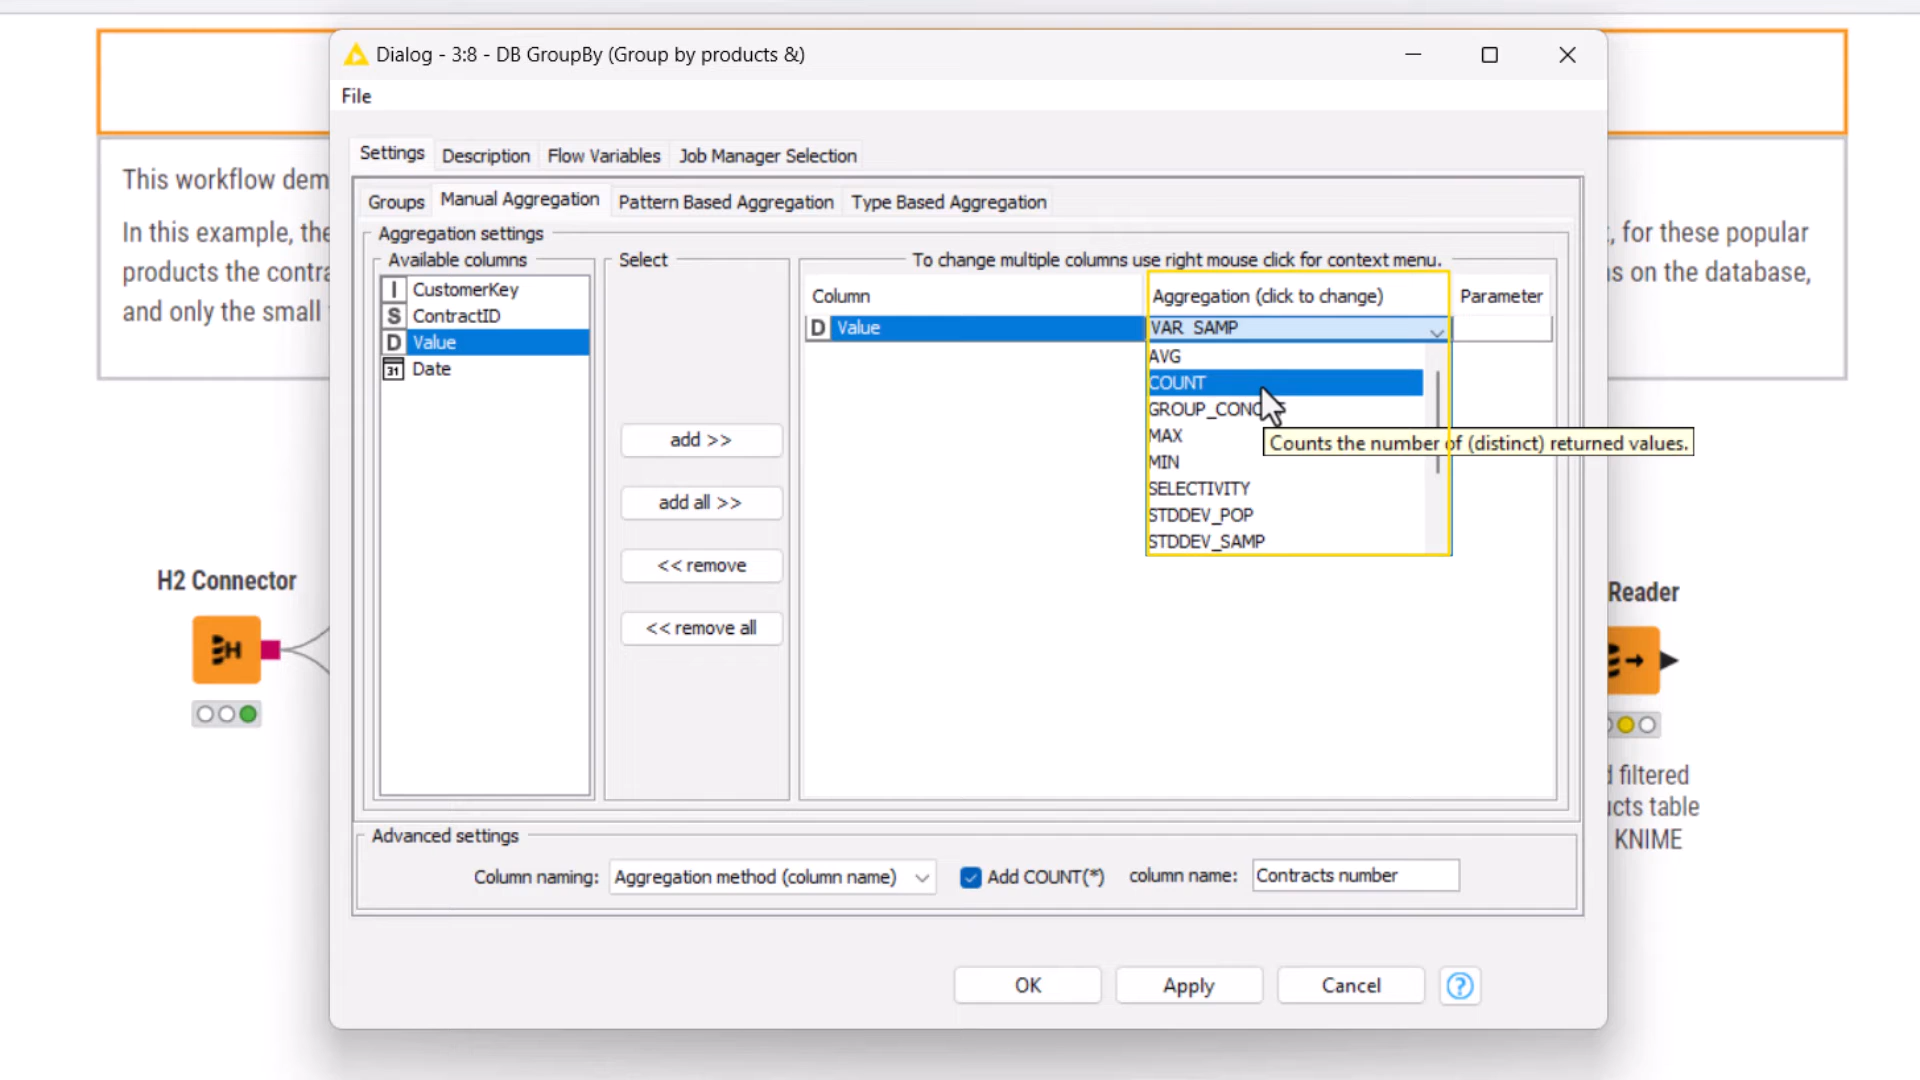 Dialog - 3:8 - DB GroupBy (Group by products &)
File
Settings Description Flow Variables Job Manager Selection
Groups Manual Aggregation Pattern Based Aggregation Type Based Aggregation
Aggregation settings
Available columns Select To change multiple columns use right mouse click for context menu.
I CustomerKey
S ContractID
D Value
31 Date
add >>
add all >>
<< remove
<< remove all
Column Aggregation (click to change) Parameter
D Value VAR_SAMP
AVG
COUNT
GROUP_CONC
MAX
MIN
SELECTIVITY
STDDEV_POP
STDDEV_SAMP
Counts the number of (distinct) returned values.
Advanced settings
Column naming: Aggregation method (column name) Add COUNT(*) column name: Contracts number
OK Apply Cancel ?
This workflow dem
In this example, the
products the contra
and only the small
, for these popular
s on the database,
H2 Connector
H
Reader
filtered
ucts table
KNIME